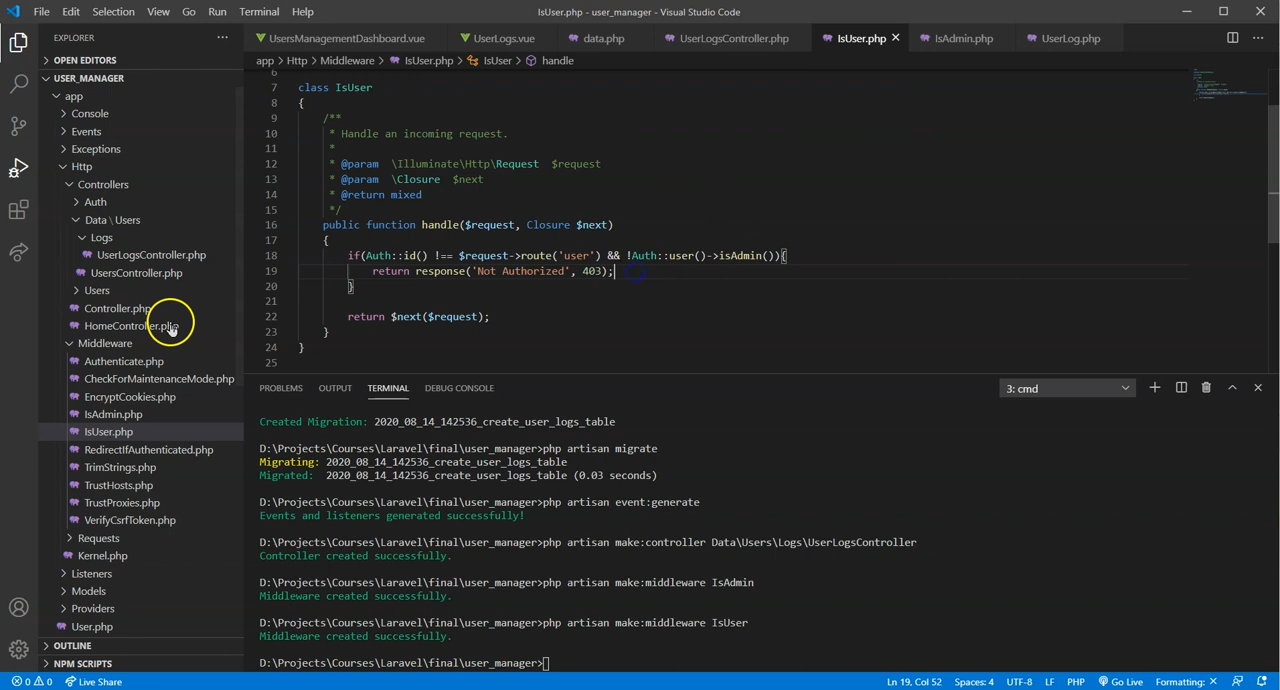 File Edit Selection View Go Run Terminal Help IsUser.php - user_manager - Visual Studio Code
EXPLORER ... UsersManagementDashboard.vue UserLogs.vue data.php UserLogsController.php IsUser.php IsAdmin.php UserLog.php
OPEN EDITORS
app > Http > Middleware > IsUser.php > IsUser > handle
USER_MANAGER
app
Console
Events
Exceptions
Http
Controllers
Auth
Data \ Users
Logs
UserLogsController.php
UsersController.php
Users
Controller.php
HomeController.php
Middleware
Authenticate.php
CheckForMaintenanceMode.php
EncryptCookies.php
IsAdmin.php
IsUser.php
RedirectIfAuthenticated.php
TrimStrings.php
TrustHosts.php
TrustProxies.php
VerifyCsrfToken.php
Requests
Kernel.php
Listeners
Models
Providers
User.php
OUTLINE
NPM SCRIPTS
6
7 class IsUser
8 {
9 /**
10 * Handle an incoming request.
11 *
12 * @param \Illuminate\Http\Request $request
13 * @param \Closure $next
14 * @return mixed
15 */
16 public function handle($request, Closure $next)
17 {
18 if(Auth::id() !== $request->route('user') && !Auth::user()->isAdmin()){
19 return response('Not Authorized', 403);
20 }
21
22 return $next($request);
23 }
24 }
25
PROBLEMS OUTPUT TERMINAL DEBUG CONSOLE 3: cmd
Created Migration: 2020_08_14_142536_create_user_logs_table
D:\Projects\Courses\Laravel\final\user_manager>php artisan migrate
Migrating: 2020_08_14_142536_create_user_logs_table
Migrated: 2020_08_14_142536_create_user_logs_table (0.03 seconds)
D:\Projects\Courses\Laravel\final\user_manager>php artisan event:generate
Events and listeners generated successfully!
D:\Projects\Courses\Laravel\final\user_manager>php artisan make:controller Data\Users\Logs\UserLogsController
Controller created successfully.
D:\Projects\Courses\Laravel\final\user_manager>php artisan make:middleware IsAdmin
Middleware created successfully.
D:\Projects\Courses\Laravel\final\user_manager>php artisan make:middleware IsUser
Middleware created successfully.
D:\Projects\Courses\Laravel\final\user_manager>
0 0 Live Share Ln 19, Col 52 Spaces: 4 UTF-8 LF PHP Go Live Formatting: ×